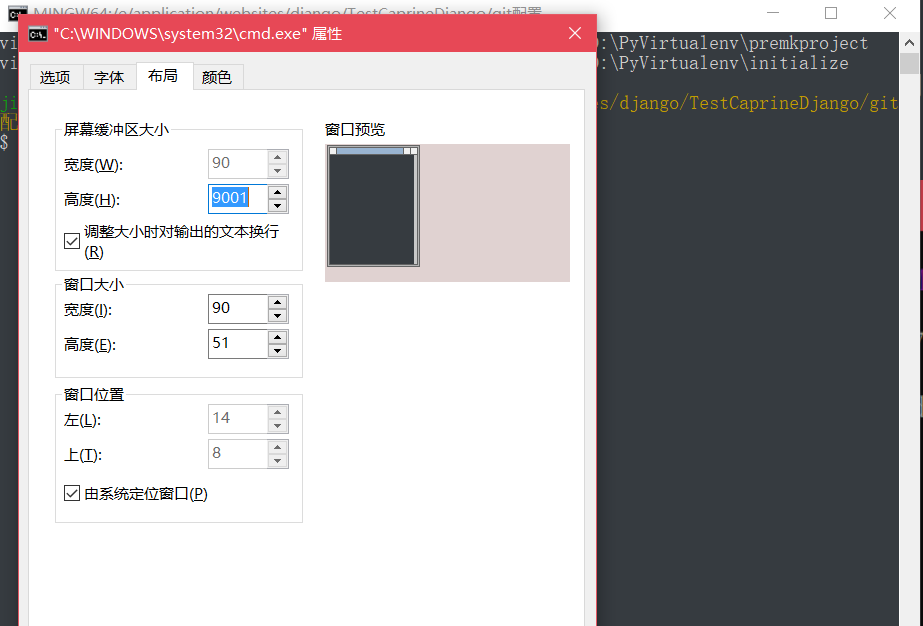 MINGW64:/e/application/websites/django/TestCaprineDjango/git配置
"C:\WINDOWS\system32\cmd.exe" 属性
vi
:\PyVirtualenv\premkproject
vi
:\PyVirtualenv\initialize
选项 字体 布局 颜色
ji
s/django/TestCaprineDjango/git
配
$
屏幕缓冲区大小
窗口预览
宽度(W): 90
高度(H): 9001
调整大小时对输出的文本换行
(R)
窗口大小
宽度(I): 90
高度(E): 51
窗口位置
左(L): 14
上(T): 8
由系统定位窗口(P)